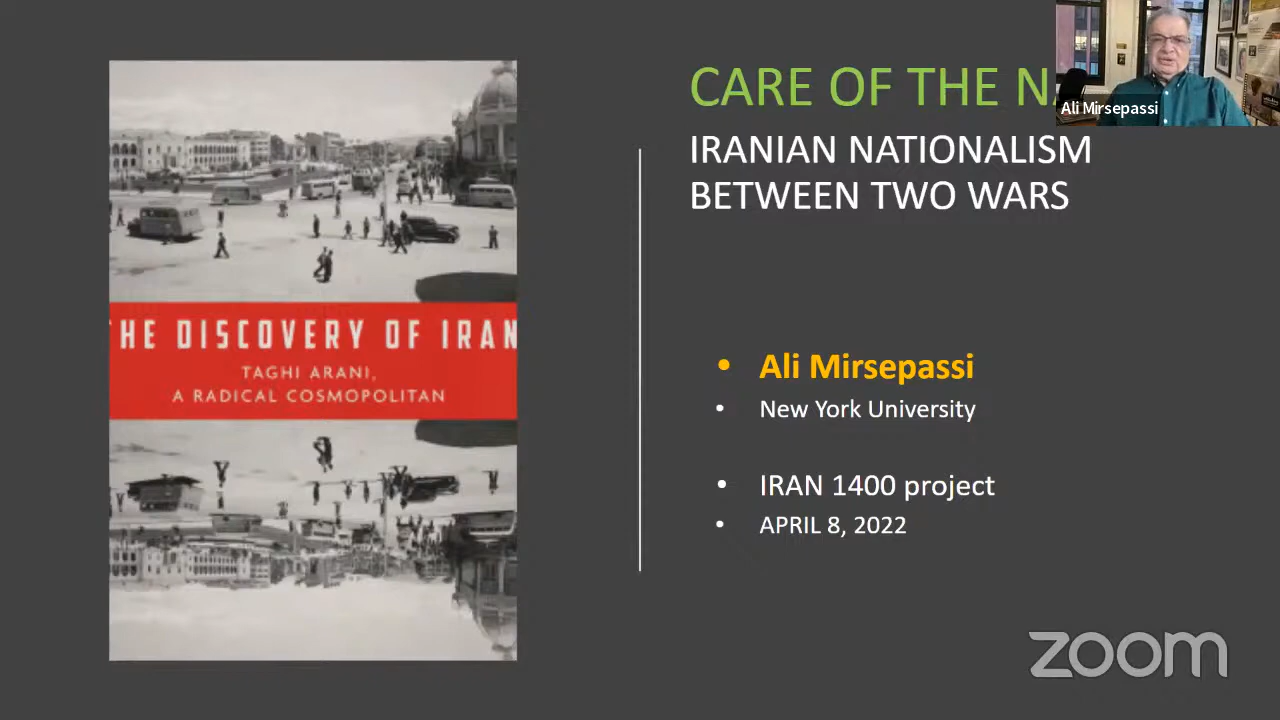 THE DISCOVERY OF IRAN
TAGHI ARANI,
A RADICAL COSMOPOLITAN
CARE OF THE
IRANIAN NATIONALISM
BETWEEN TWO WARS
• Ali Mirsepassi
• New York University
• IRAN 1400 project
• APRIL 8, 2022
Ali Mirsepassi
zoom